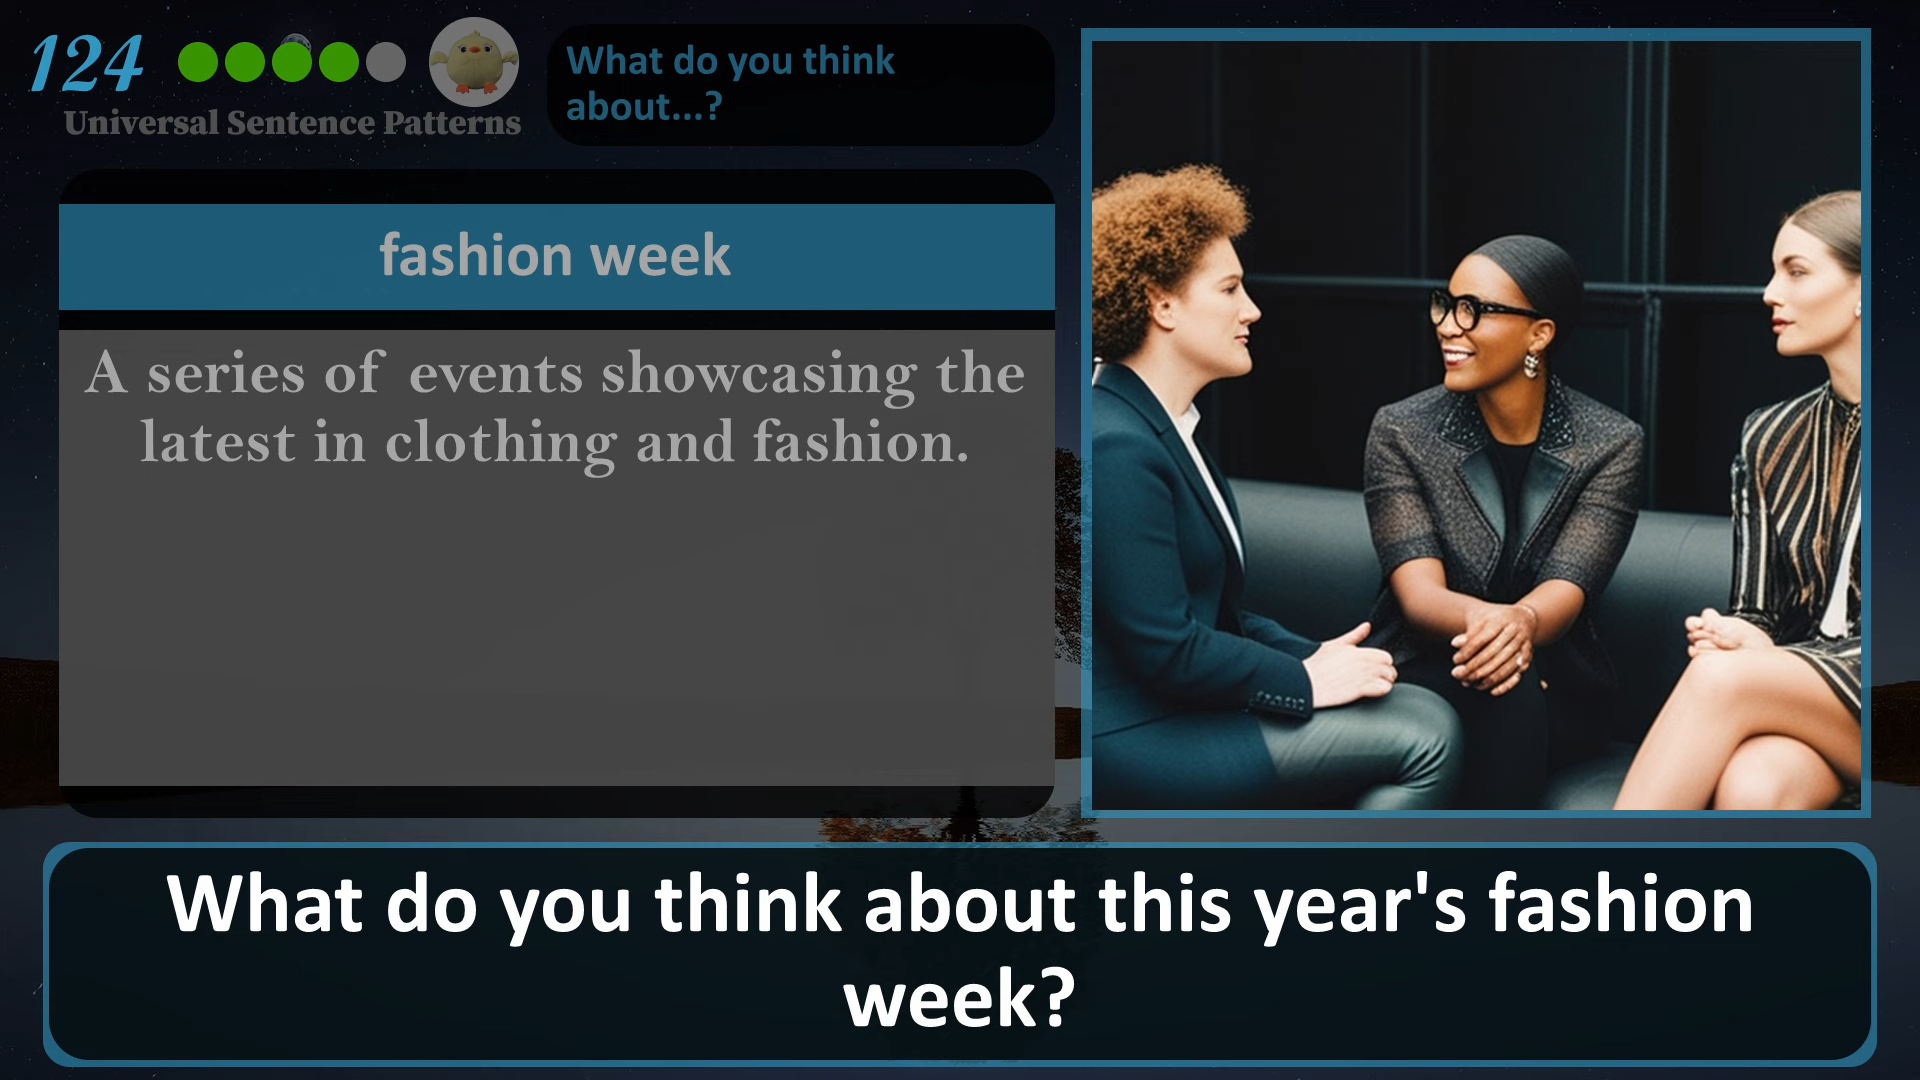 124
Universal Sentence Patterns
What do you think
about...?
fashion week
A series of events showcasing the
latest in clothing and fashion.
What do you think about this year's fashion
week?